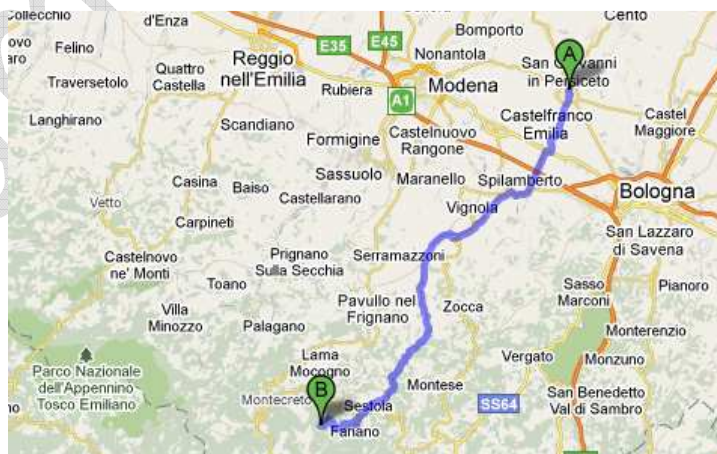 d'Enza
Cento
Bomporto
E35
E45
Felino
Reggio
nell'Emilia
Nonantola
San Giovanni
in Persiceto
A
Quattro
Castella
Traversetolo
Rubiera
A1
Modena
Langhirano
Scandiano
Castelfranco
Emilia
Castel
Maggiore
Formigine
Castelnuovo
Rangone
Sassuolo
Maranello
Spilamberto
Casina
Baiso
Castellarano
Bologna
Vetto
Vignola
Carpineti
San Lazzaro
di Savena
Castelnovo
ne' Monti
Prignano
Sulla Secchia
Serramazzoni
Toano
Sasso
Marconi
Pianoro
Villa
Minozzo
Pavullo nel
Frignano
Zocca
Palagano
Monterenzio
Lama
Mocogno
Vergato
Monzuno
Parco Nazionale
dell'Appennino
Tosco Emiliano
B
Montese
Montecreto
Sestola
SS64
San Benedetto
Val di Sambro
Fanano